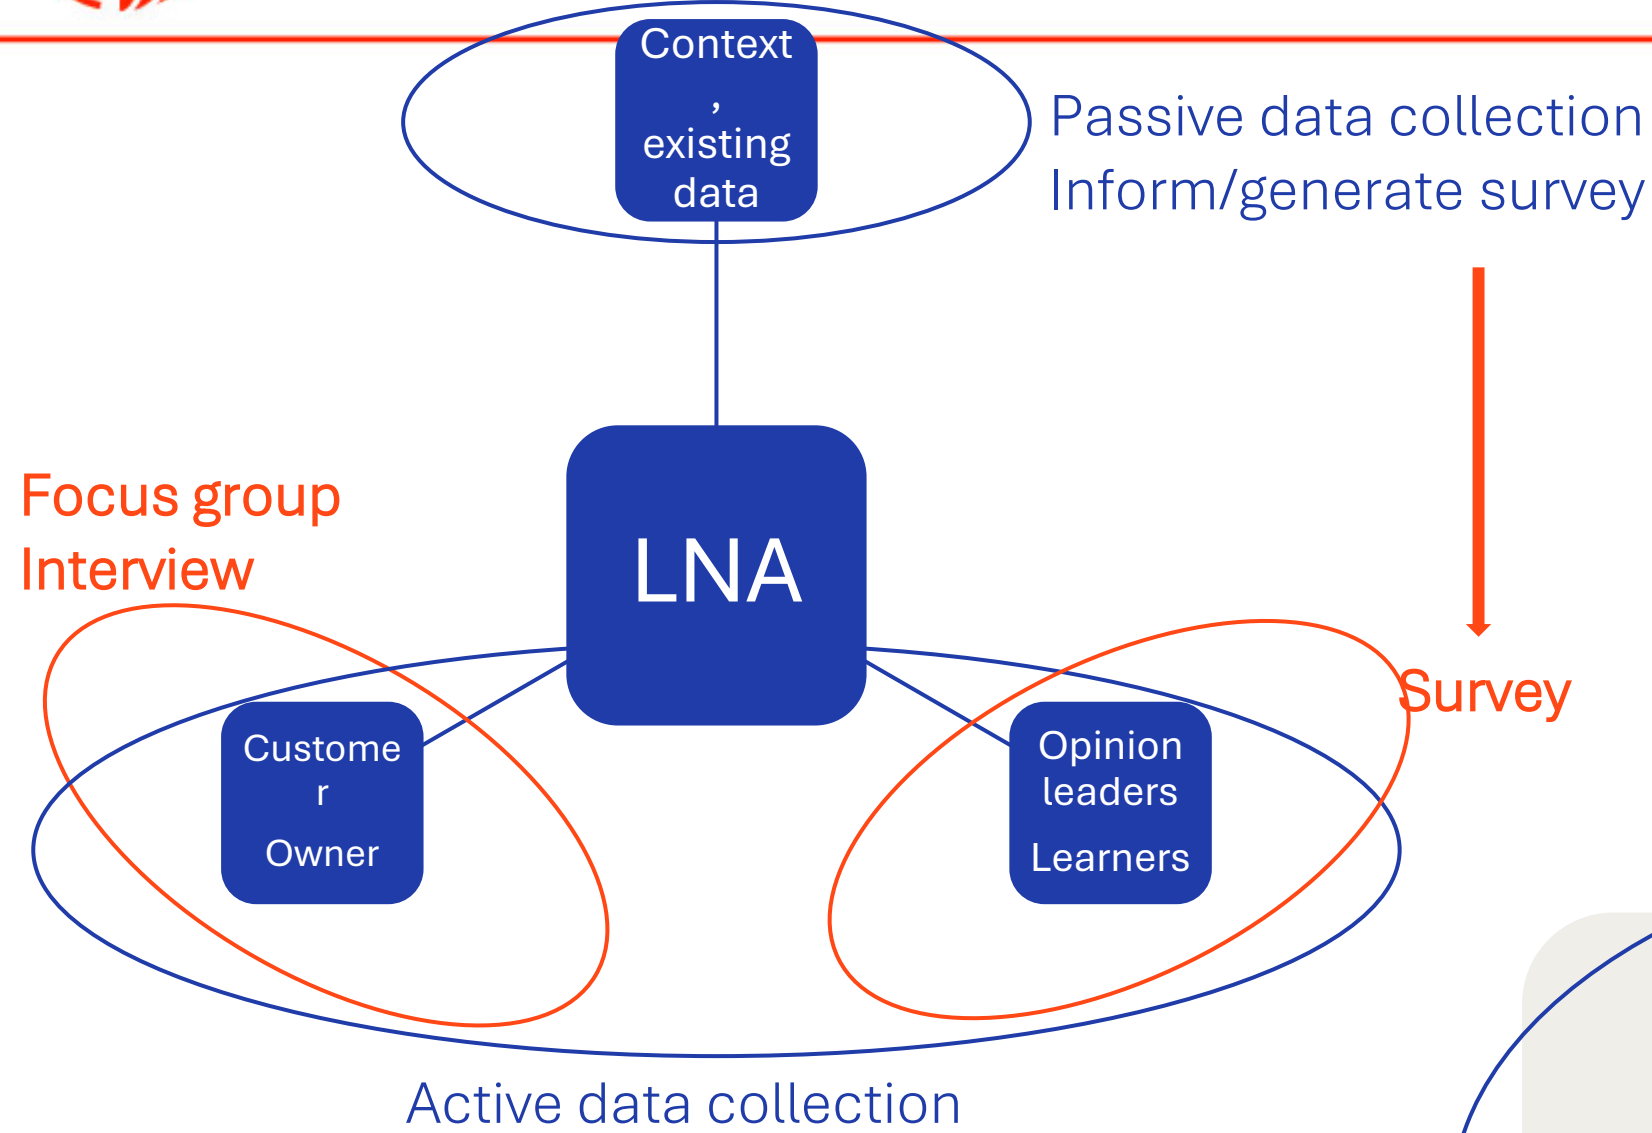 Context
,
existing
data
Passive data collection
Inform/generate survey
Focus group
Interview
LNA
Survey
Custome
r
Owner
Opinion
leaders
Learners
Active data collection